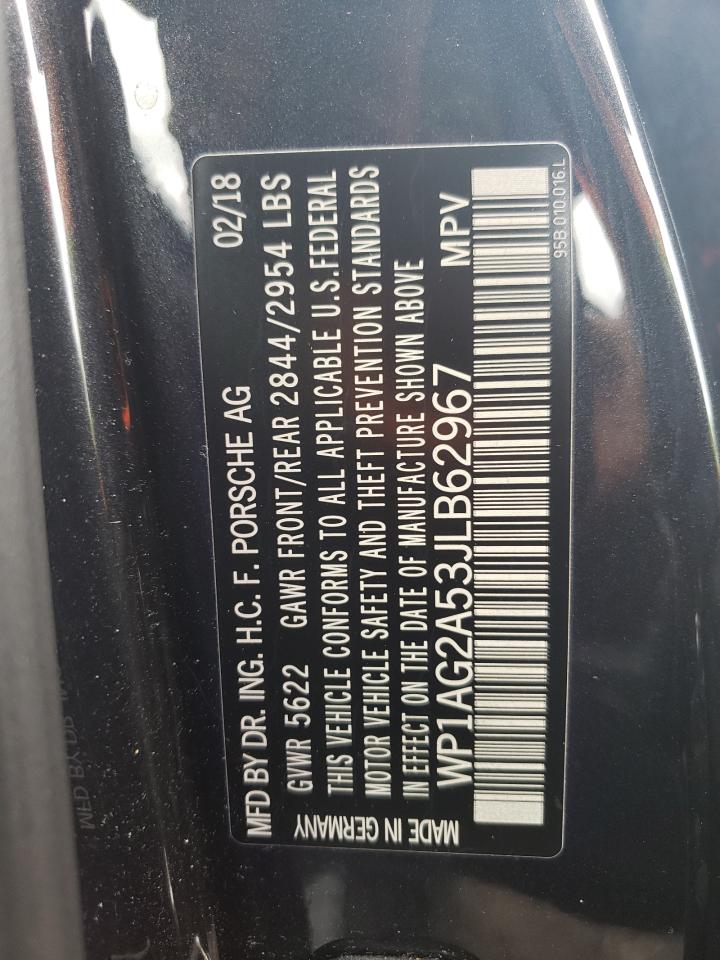 MFD BY DR. ING. H.C. F. PORSCHE AG 02/18
GVWR 5622 GAWR FRONT/REAR 2844/2954 LBS
THIS VEHICLE CONFORMS TO ALL APPLICABLE U.S.FEDERAL
MOTOR VEHICLE SAFETY AND THEFT PREVENTION STANDARDS
IN EFFECT ON THE DATE OF MANUFACTURE SHOWN ABOVE
WP1AG2A53JLB62967 MPV
MADE IN GERMANY
95B.010.016.L